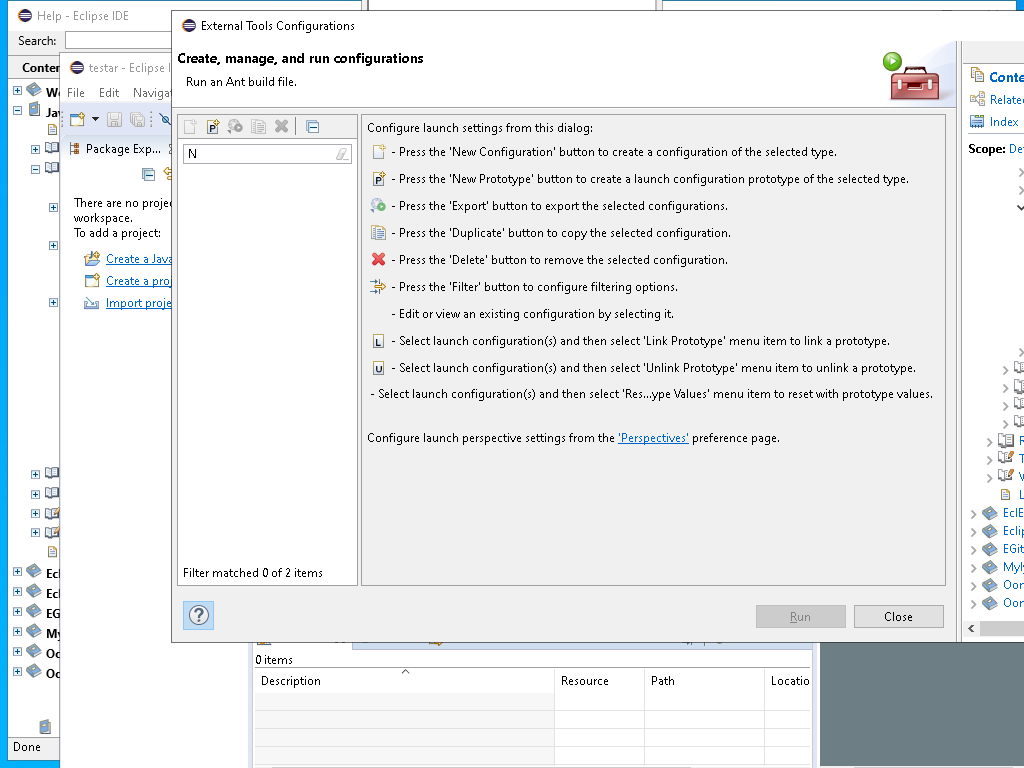 Help - Eclipse IDE
Search:
testar - Eclipse I
File Edit Navigat
Package Exp...
There are no proje
workspace.
To add a project:
Create a Java
Create a proj
Import proje
Done
External Tools Configurations
Create, manage, and run configurations
Run an Ant build file.
N
Filter matched 0 of 2 items
Configure launch settings from this dialog:
- Press the 'New Configuration' button to create a configuration of the selected type.
- Press the 'New Prototype' button to create a launch configuration prototype of the selected type.
- Press the 'Export' button to export the selected configurations.
- Press the 'Duplicate' button to copy the selected configuration.
- Press the 'Delete' button to remove the selected configuration.
- Press the 'Filter' button to configure filtering options.
- Edit or view an existing configuration by selecting it.
- Select launch configuration(s) and then select 'Link Prototype' menu item to link a prototype.
- Select launch configuration(s) and then select 'Unlink Prototype' menu item to unlink a prototype.
- Select launch configuration(s) and then select 'Res...ype Values' menu item to reset with prototype values.
Configure launch perspective settings from the 'Perspectives' preference page.
Run Close
0 items
Description Resource Path Locatio
Conte
Relate
Index
Scope: De
EclE
Eclip
EGit
Myly
Oor
Oor